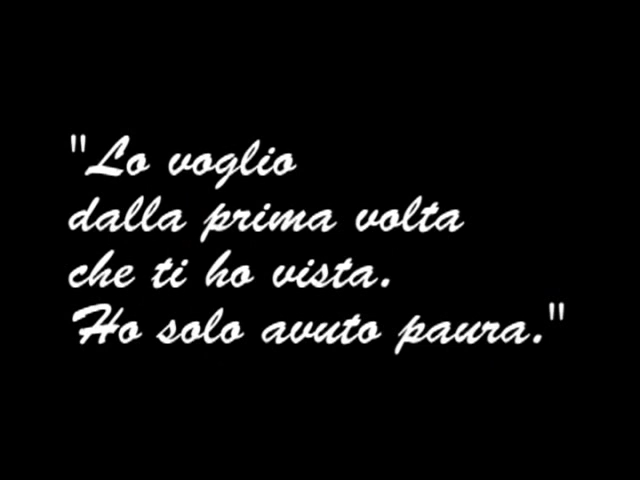 "Lo voglio
dalla prima volta
che ti ho vista.
Ho solo avuto paura."